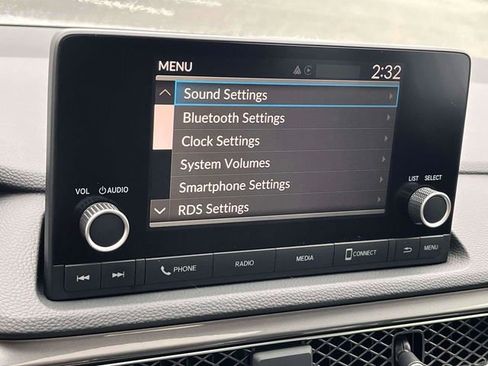 MENU 2:32
Sound Settings
Bluetooth Settings
Clock Settings
System Volumes
Smartphone Settings
RDS Settings
VOL AUDIO
LIST SELECT
PHONE RADIO MEDIA CONNECT MENU